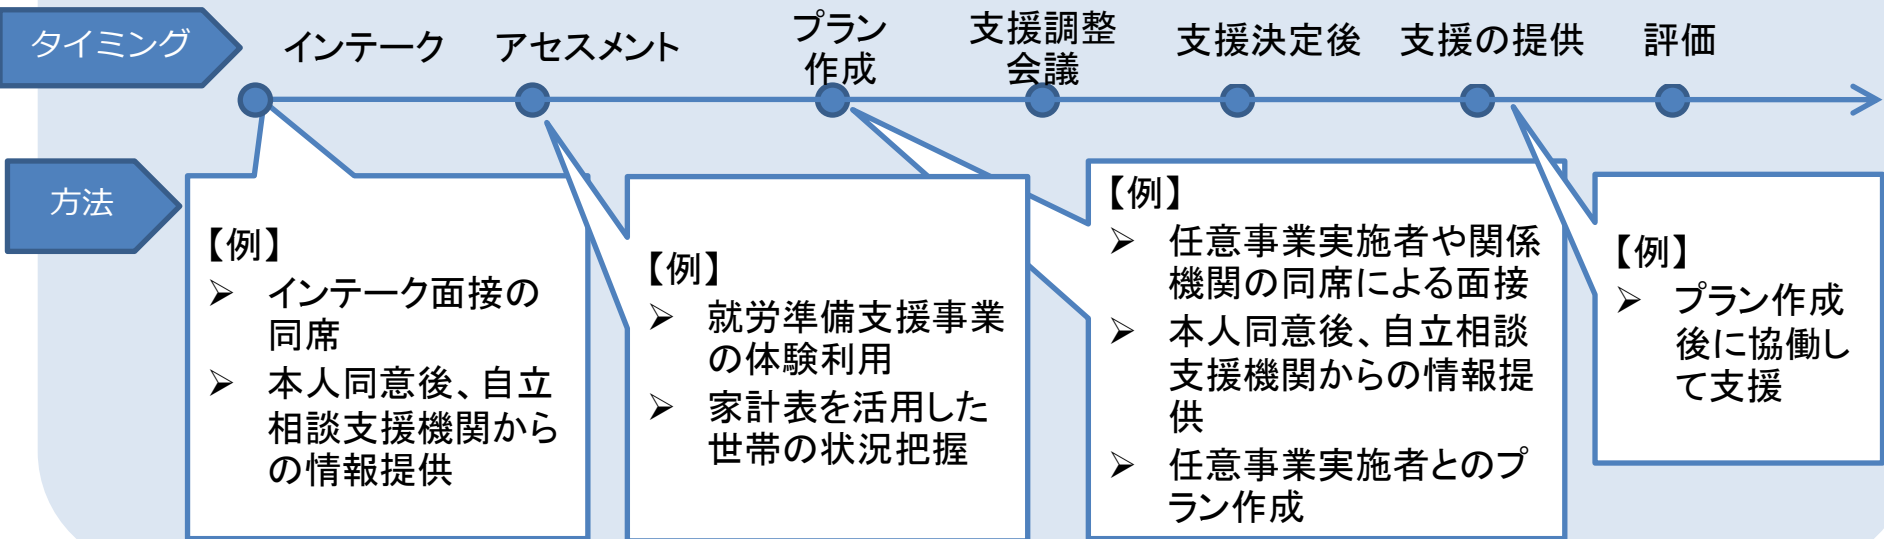 タイミング
インテーク
アセスメント
プラン
作成
支援調整
会議
支援決定後
支援の提供
評価
方法
【例】
➢ インテーク面接の
同席
➢ 本人同意後、自立
相談支援機関から
の情報提供
【例】
➢ 就労準備支援事業
の体験利用
➢ 家計表を活用した
世帯の状況把握
【例】
➢ 任意事業実施者や関係
機関の同席による面接
➢ 本人同意後、自立相談
支援機関からの情報提
供
➢ 任意事業実施者とのプ
ラン作成
【例】
➢ プラン作成
後に協働し
て支援